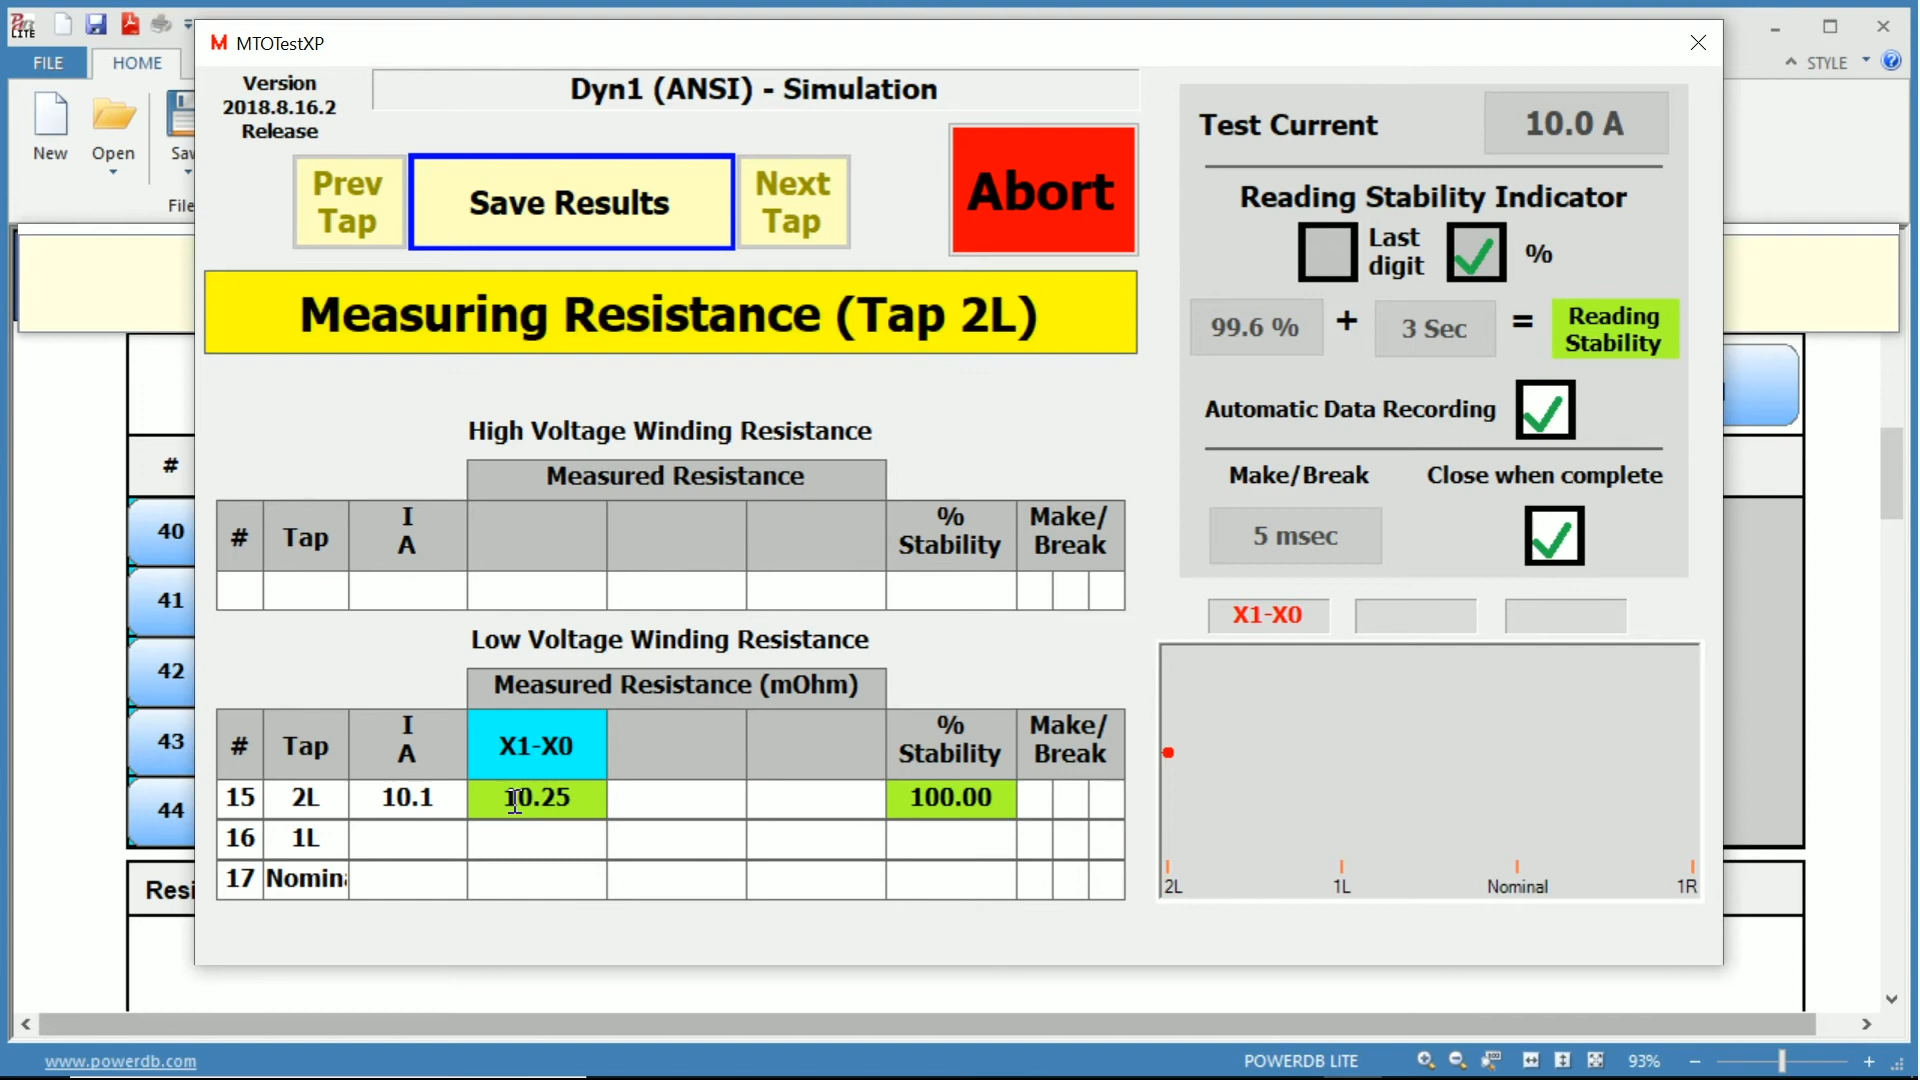 LITE
M MTOTestXP
FILE
HOME
STYLE
Version
2018.8.16.2
Release
Dyn1 (ANSI) - Simulation
New
Open
Sav
File
Prev
Tap
Save Results
Next
Tap
Abort
Measuring Resistance (Tap 2L)
Test Current
10.0 A
Reading Stability Indicator
Last
digit
%
99.6 %
+
3 Sec
=
Reading
Stability
Automatic Data Recording
Make/Break
Close when complete
5 msec
High Voltage Winding Resistance
Measured Resistance
#
Tap
I
A
%
Stability
Make/
Break
Low Voltage Winding Resistance
Measured Resistance (mOhm)
#
Tap
I
A
X1-X0
%
Stability
Make/
Break
15 2L 10.1 10.25 100.00
16 1L
17 Nomina
X1-X0
2L 1L Nominal 1R
#
40
41
42
43
44
Resi
www.powerdb.com
POWERDB LITE
93%